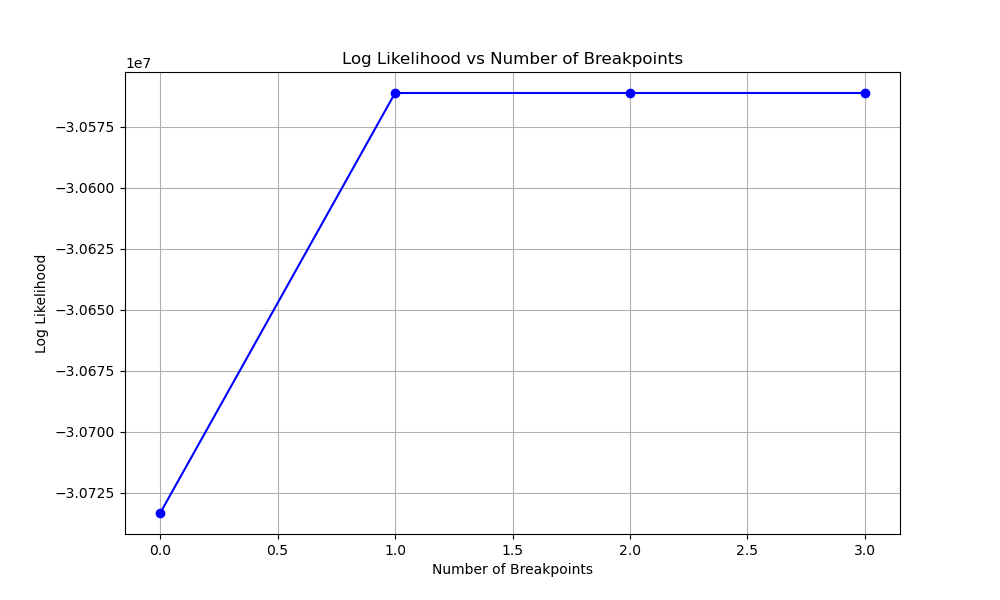 Log Likelihood vs Number of Breakpoints
1e7
−3.0575
−3.0600
−3.0625
−3.0650
−3.0675
−3.0700
−3.0725
Log Likelihood
0.0 0.5 1.0 1.5 2.0 2.5 3.0
Number of Breakpoints